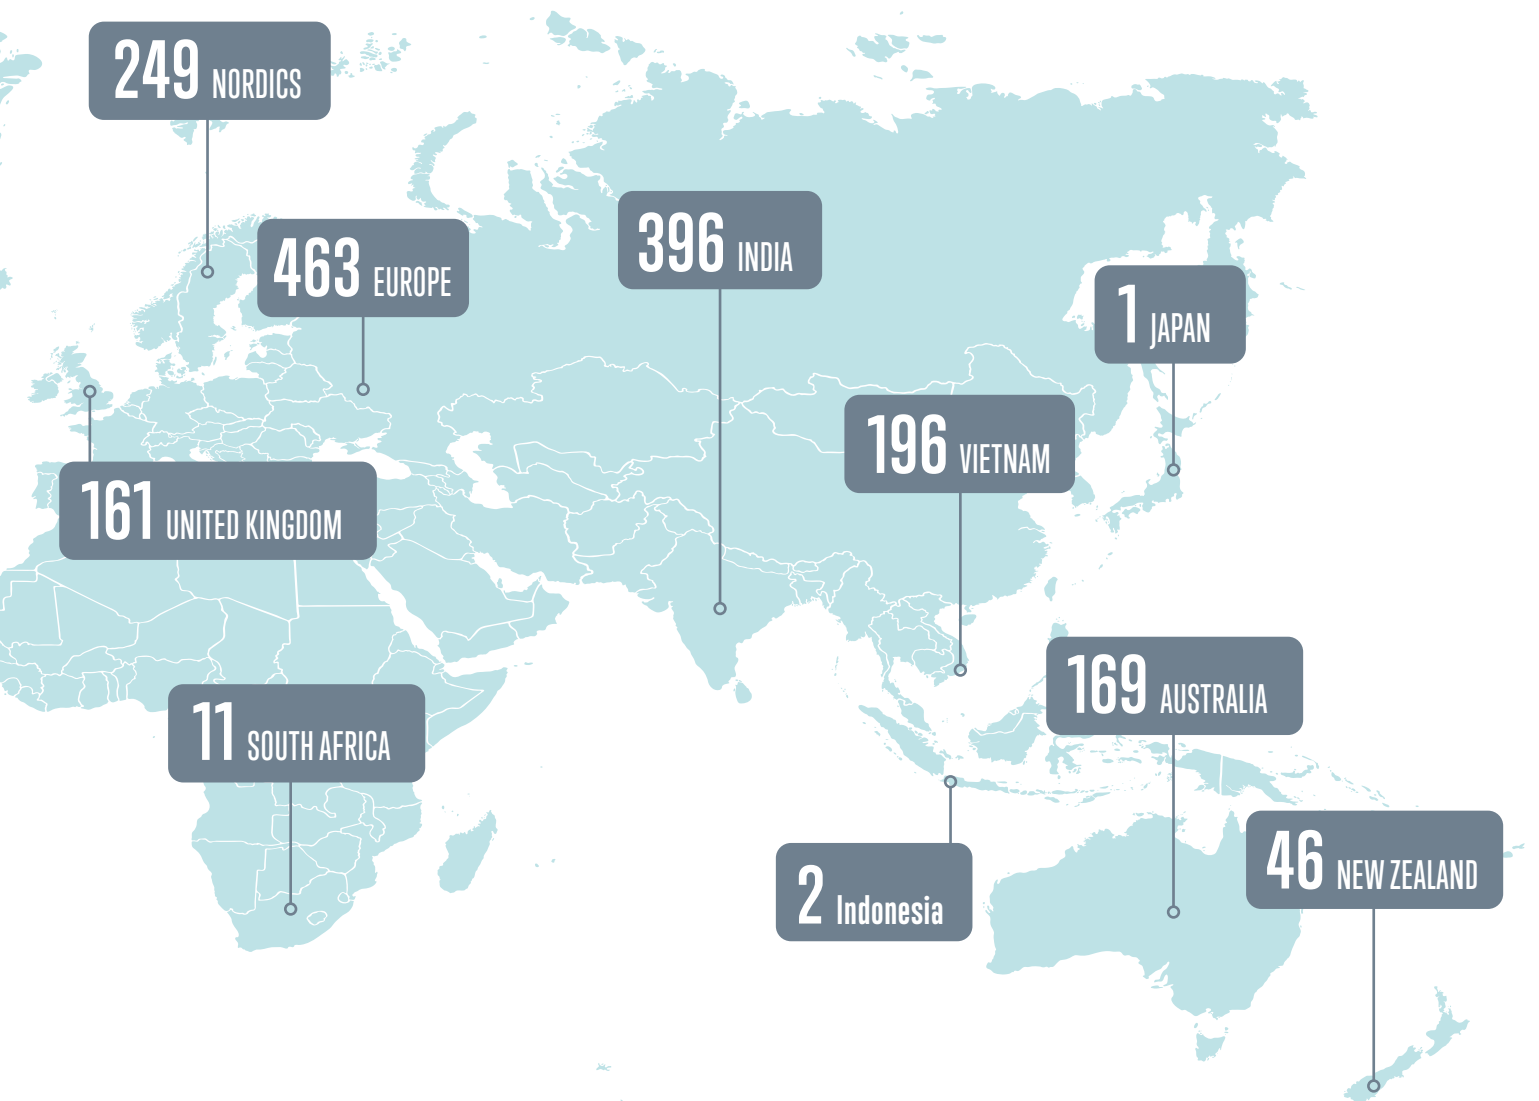 249 NORDICS
463 EUROPE
396 INDIA
1 JAPAN
196 VIETNAM
161 UNITED KINGDOM
169 AUSTRALIA
11 SOUTH AFRICA
46 NEW ZEALAND
2 Indonesia